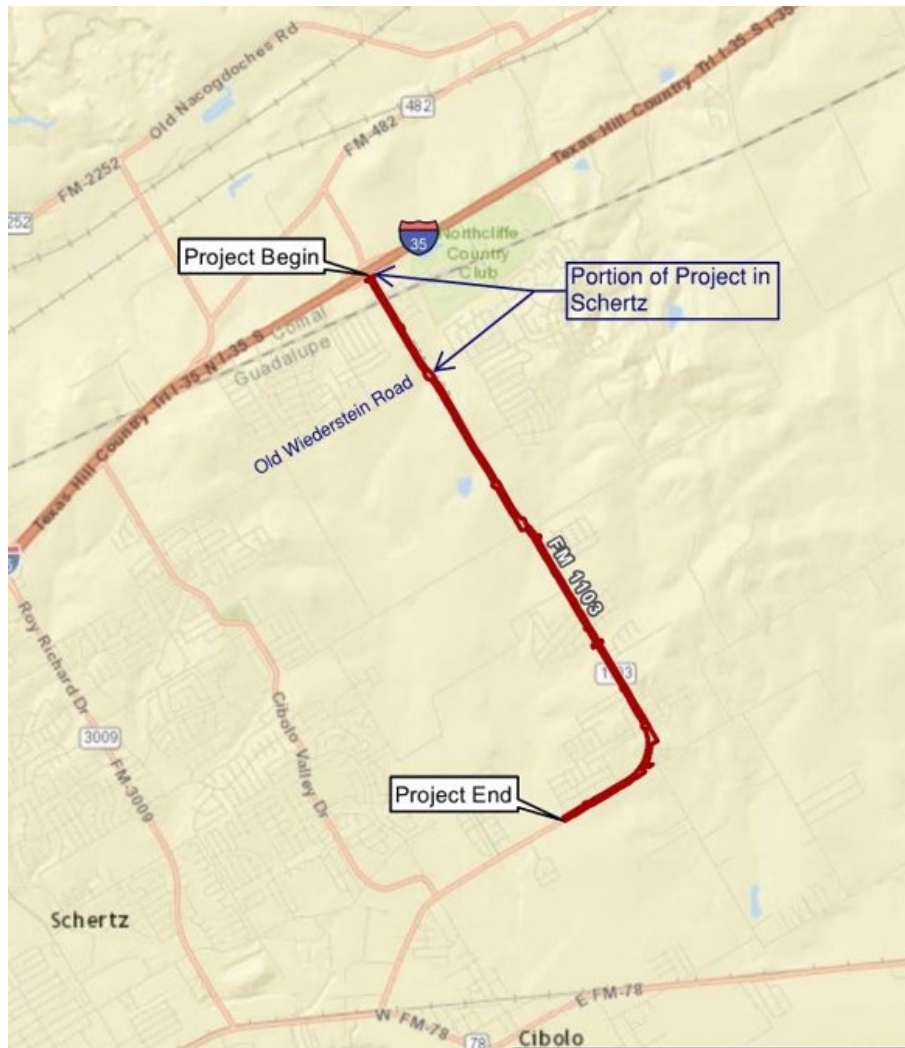 Old Nacogdoches Rd
Texas Hill Country Trl I-35 S I-35
482
FM-482
FM-2252
252
Northcliffe
Country
Club
35
Project Begin
Portion of Project in
Schertz
Comal
Guadalupe
Texas Hill Country Trl I-35 N I-35 S
Old Wiederstein Road
FM 1103
Roy Richard Dr
3009
FM-3009
Cibolo Valley Dr
Project End
Schertz
W FM-78
78
E FM-78
Cibolo